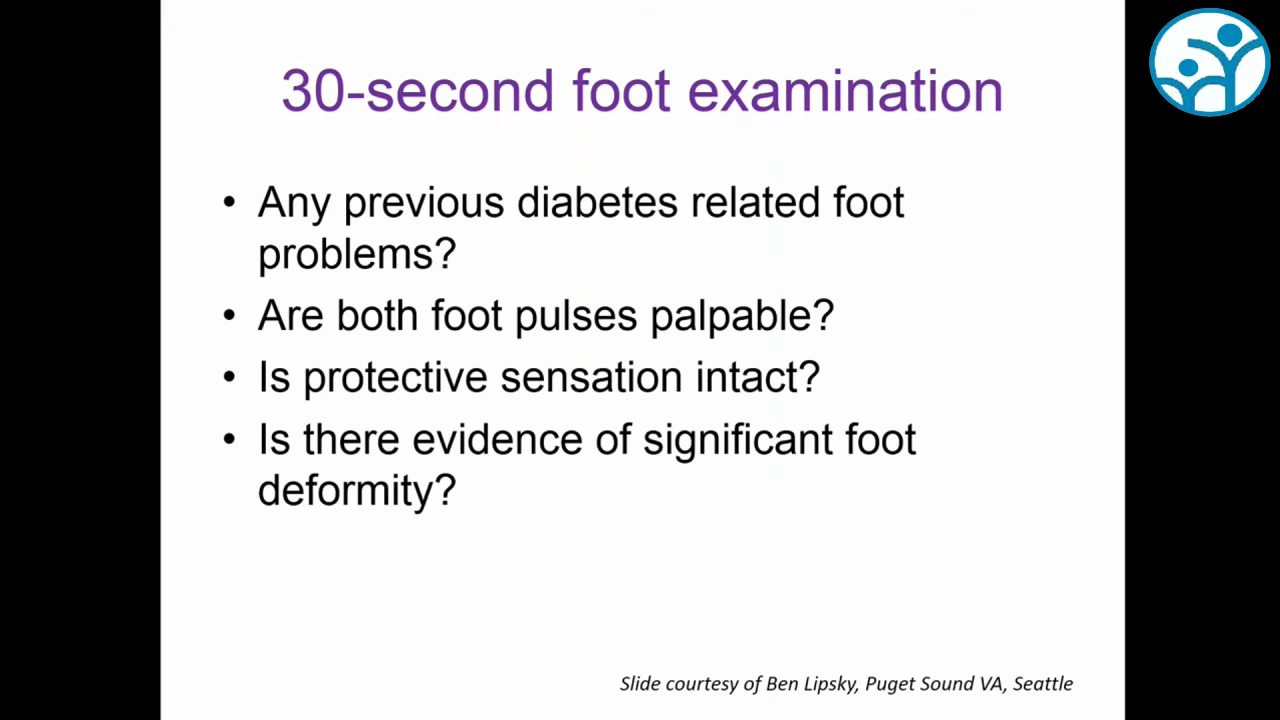 30-second foot examination
• Any previous diabetes related foot
problems?
• Are both foot pulses palpable?
• Is protective sensation intact?
• Is there evidence of significant foot
deformity?
Slide courtesy of Ben Lipsky, Puget Sound VA, Seattle